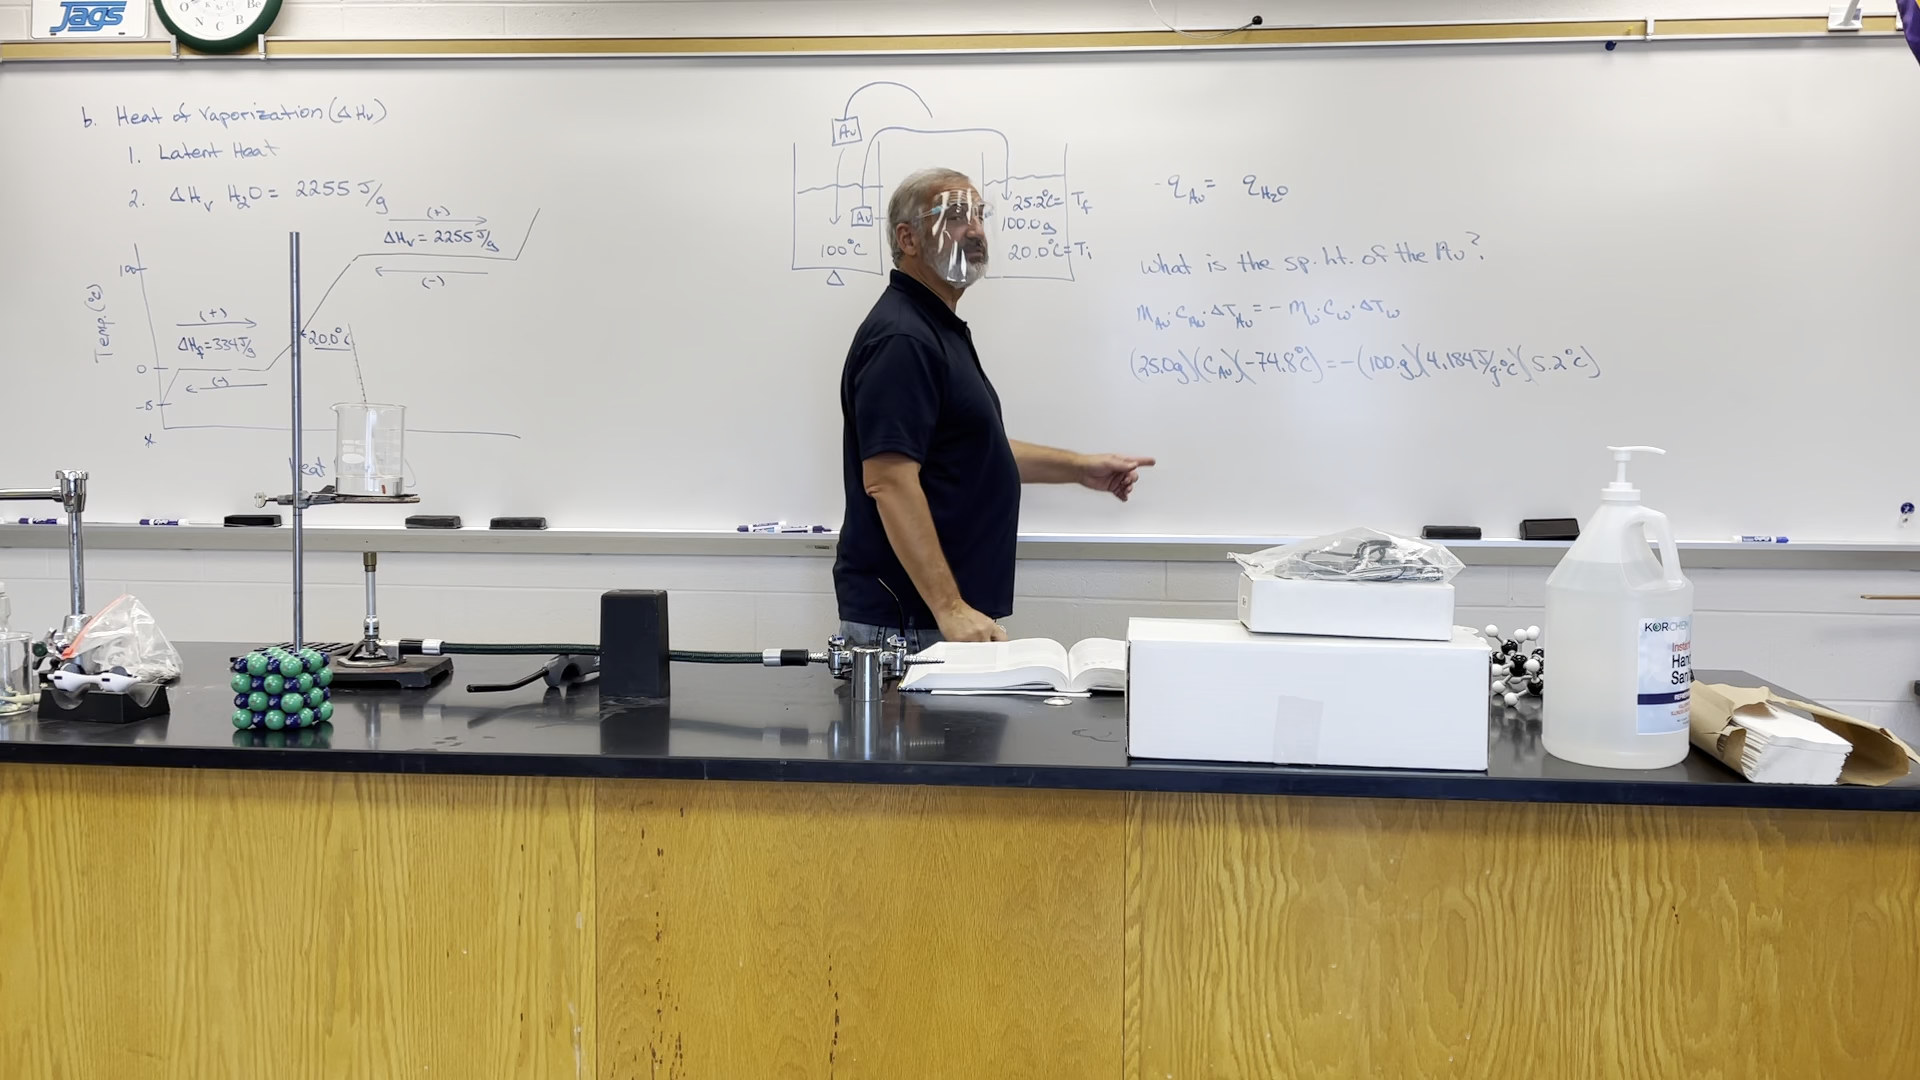 Jags
O N C B Be
b. Heat of Vaporization (ΔHv)
1. Latent Heat
2. ΔHv H2O = 2255 J/g
(+)
ΔHv = 2255 J/g
(-)
100
Temp. (°C)
(+)
ΔHf = 334 J/g
(-)
20.0°C
0
-5
Heat
Au
Au
100°C
Δ
25.2°C = Tf
100.0g
20.0°C = Ti
-qAu = qH2O
What is the sp. ht. of the Au?
mAu·CAu·ΔTAu = -mw·Cw·ΔTw
(25.0g)(CAu)(-74.8°C) = -(100.g)(4.184 J/g·°C)(5.2°C)
KORCHEM
Hand